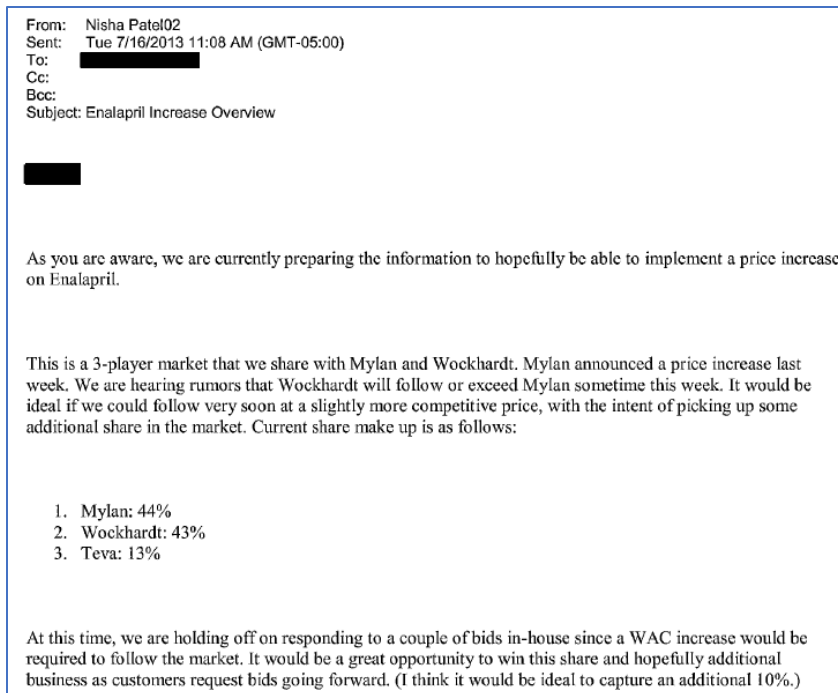 From: Nisha Patel02
Sent: Tue 7/16/2013 11:08 AM (GMT-05:00)
To:
Cc:
Bcc:
Subject: Enalapril Increase Overview
As you are aware, we are currently preparing the information to hopefully be able to implement a price increase
on Enalapril.
This is a 3-player market that we share with Mylan and Wockhardt. Mylan announced a price increase last
week. We are hearing rumors that Wockhardt will follow or exceed Mylan sometime this week. It would be
ideal if we could follow very soon at a slightly more competitive price, with the intent of picking up some
additional share in the market. Current share make up is as follows:
1. Mylan: 44%
2. Wockhardt: 43%
3. Teva: 13%
At this time, we are holding off on responding to a couple of bids in-house since a WAC increase would be
required to follow the market. It would be a great opportunity to win this share and hopefully additional
business as customers request bids going forward. (I think it would be ideal to capture an additional 10%.)